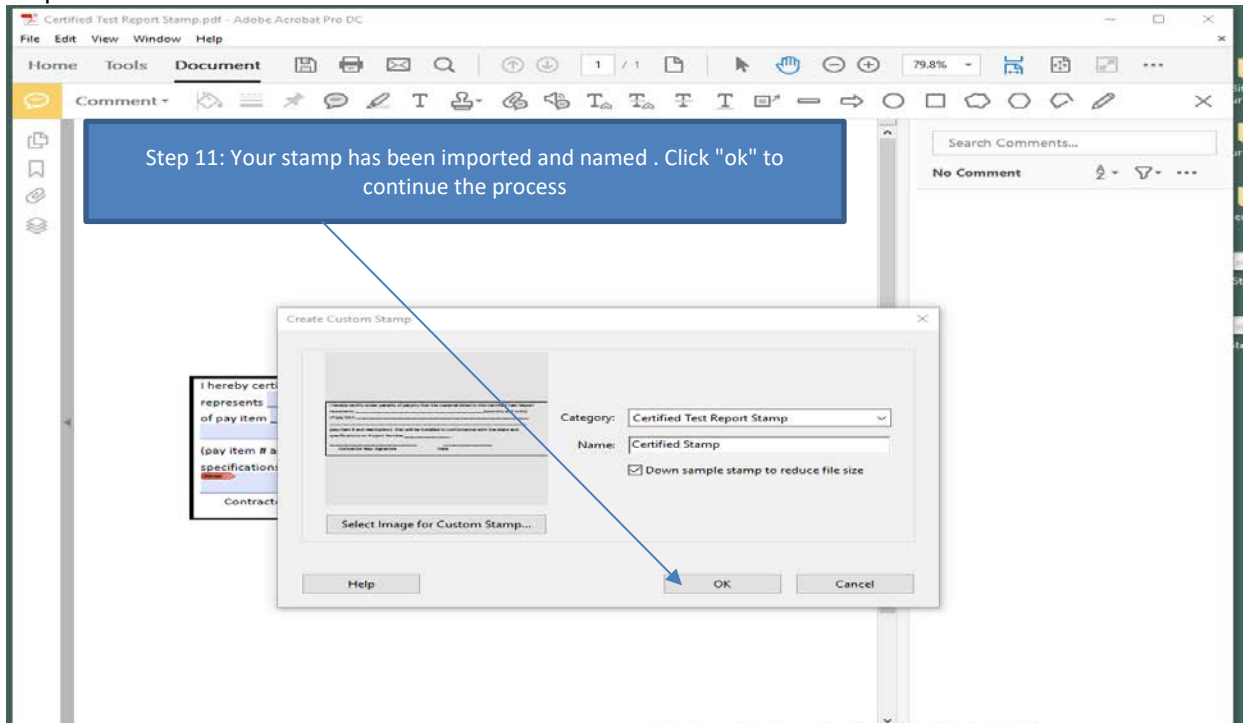 Certified Test Report Stamp.pdf - Adobe Acrobat Pro DC
File Edit View Window Help
Home Tools Document 1 / 1 79.8%
Comment
Step 11: Your stamp has been imported and named . Click "ok" to
continue the process
Search Comments...
No Comment
Create Custom Stamp
I hereby certi
represents
of pay item
(pay item # a
specifications
Contract
Category: Certified Test Report Stamp
Name: Certified Stamp
Down sample stamp to reduce file size
Select Image for Custom Stamp...
Help OK Cancel